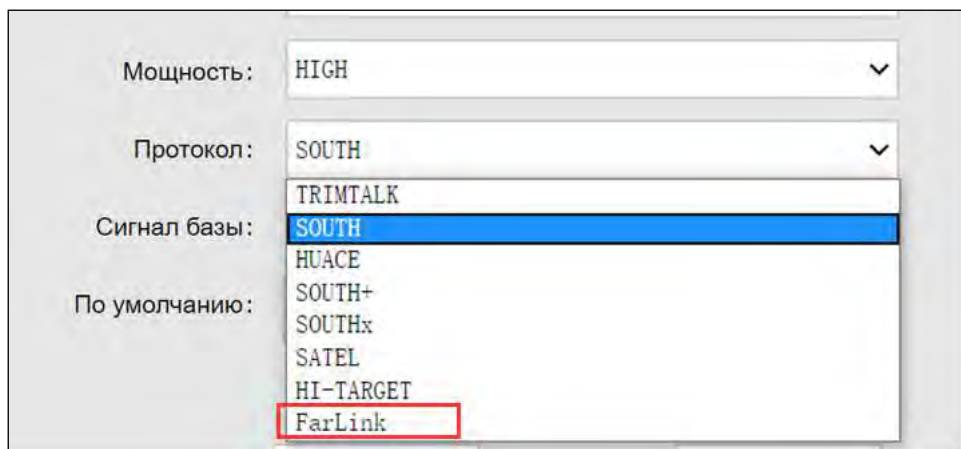 Мощность: HIGH
Протокол: SOUTH
TRIMTALK
Сигнал базы: SOUTH
HUACE
По умолчанию: SOUTH+
SOUTHx
SATEL
HI-TARGET
FarLink